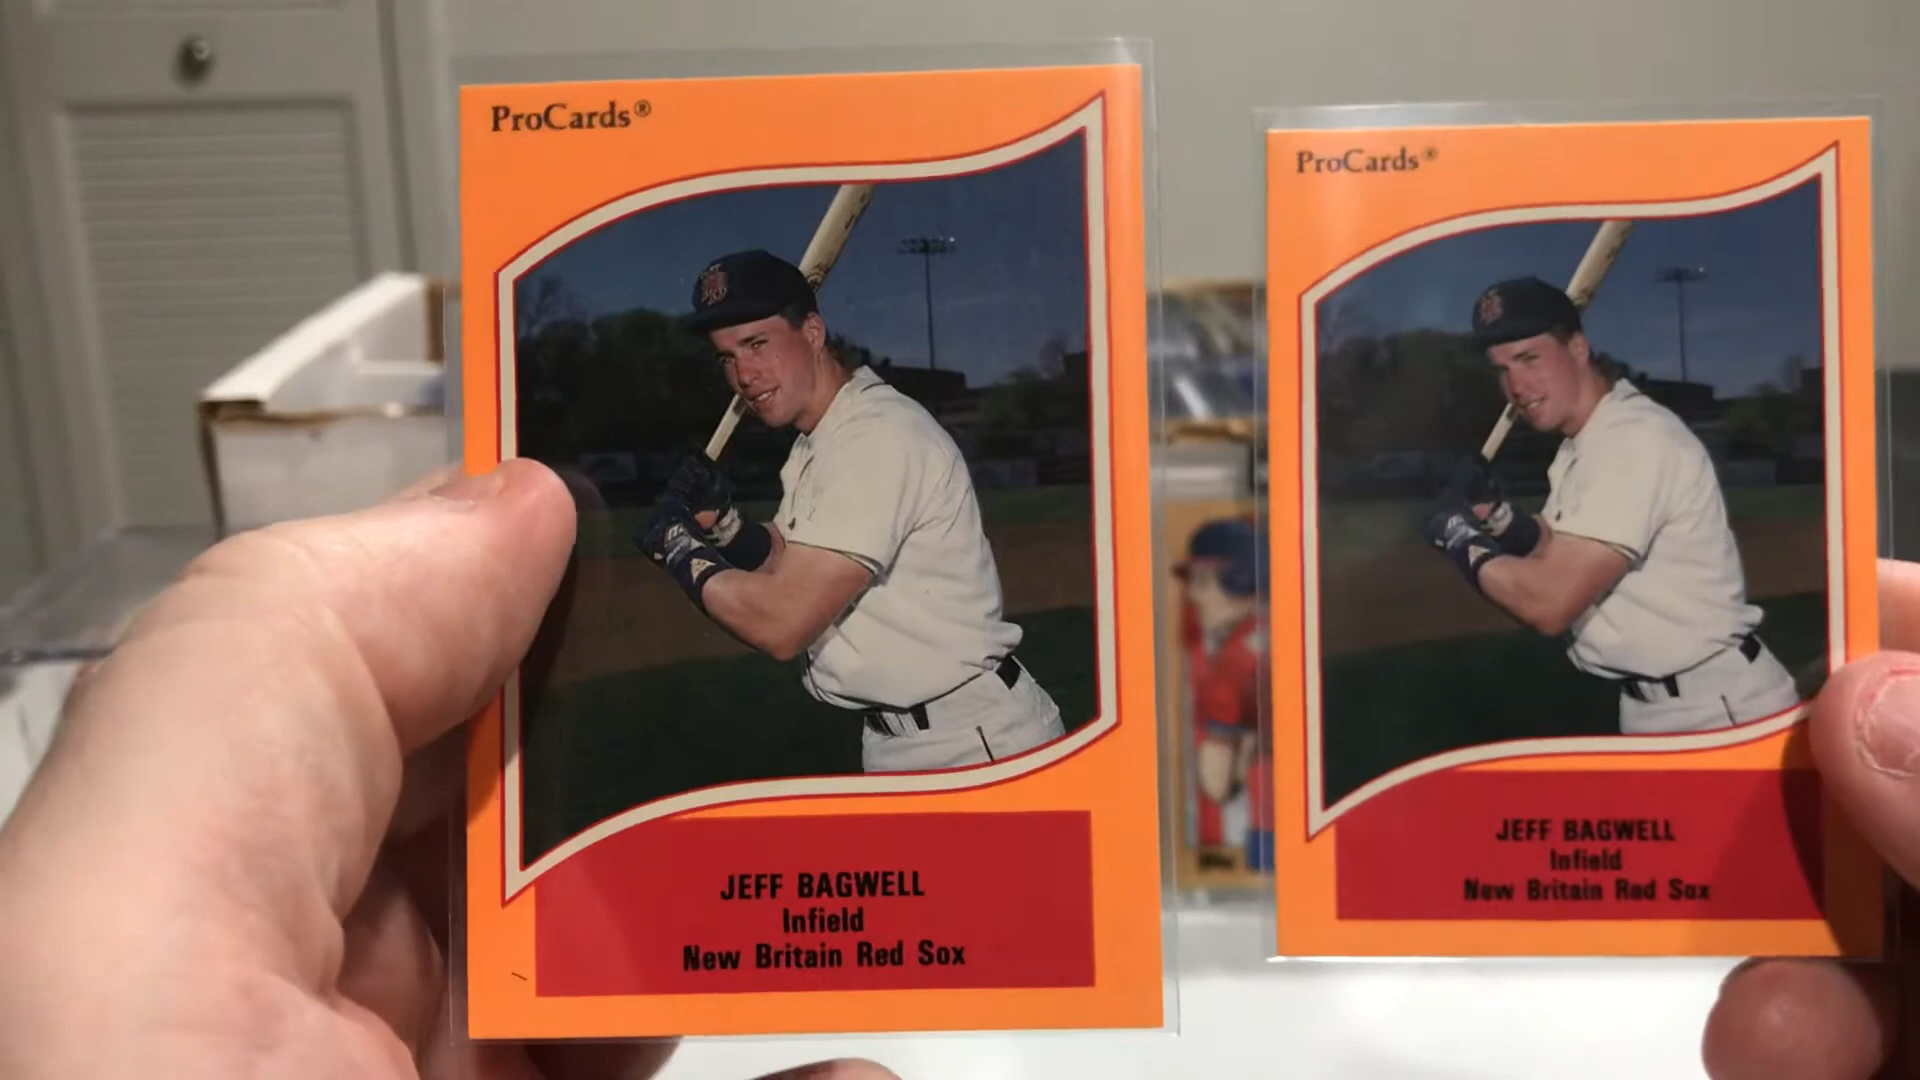 ProCards®
JEFF BAGWELL
Infield
New Britain Red Sox
ProCards®
JEFF BAGWELL
Infield
New Britain Red Sox